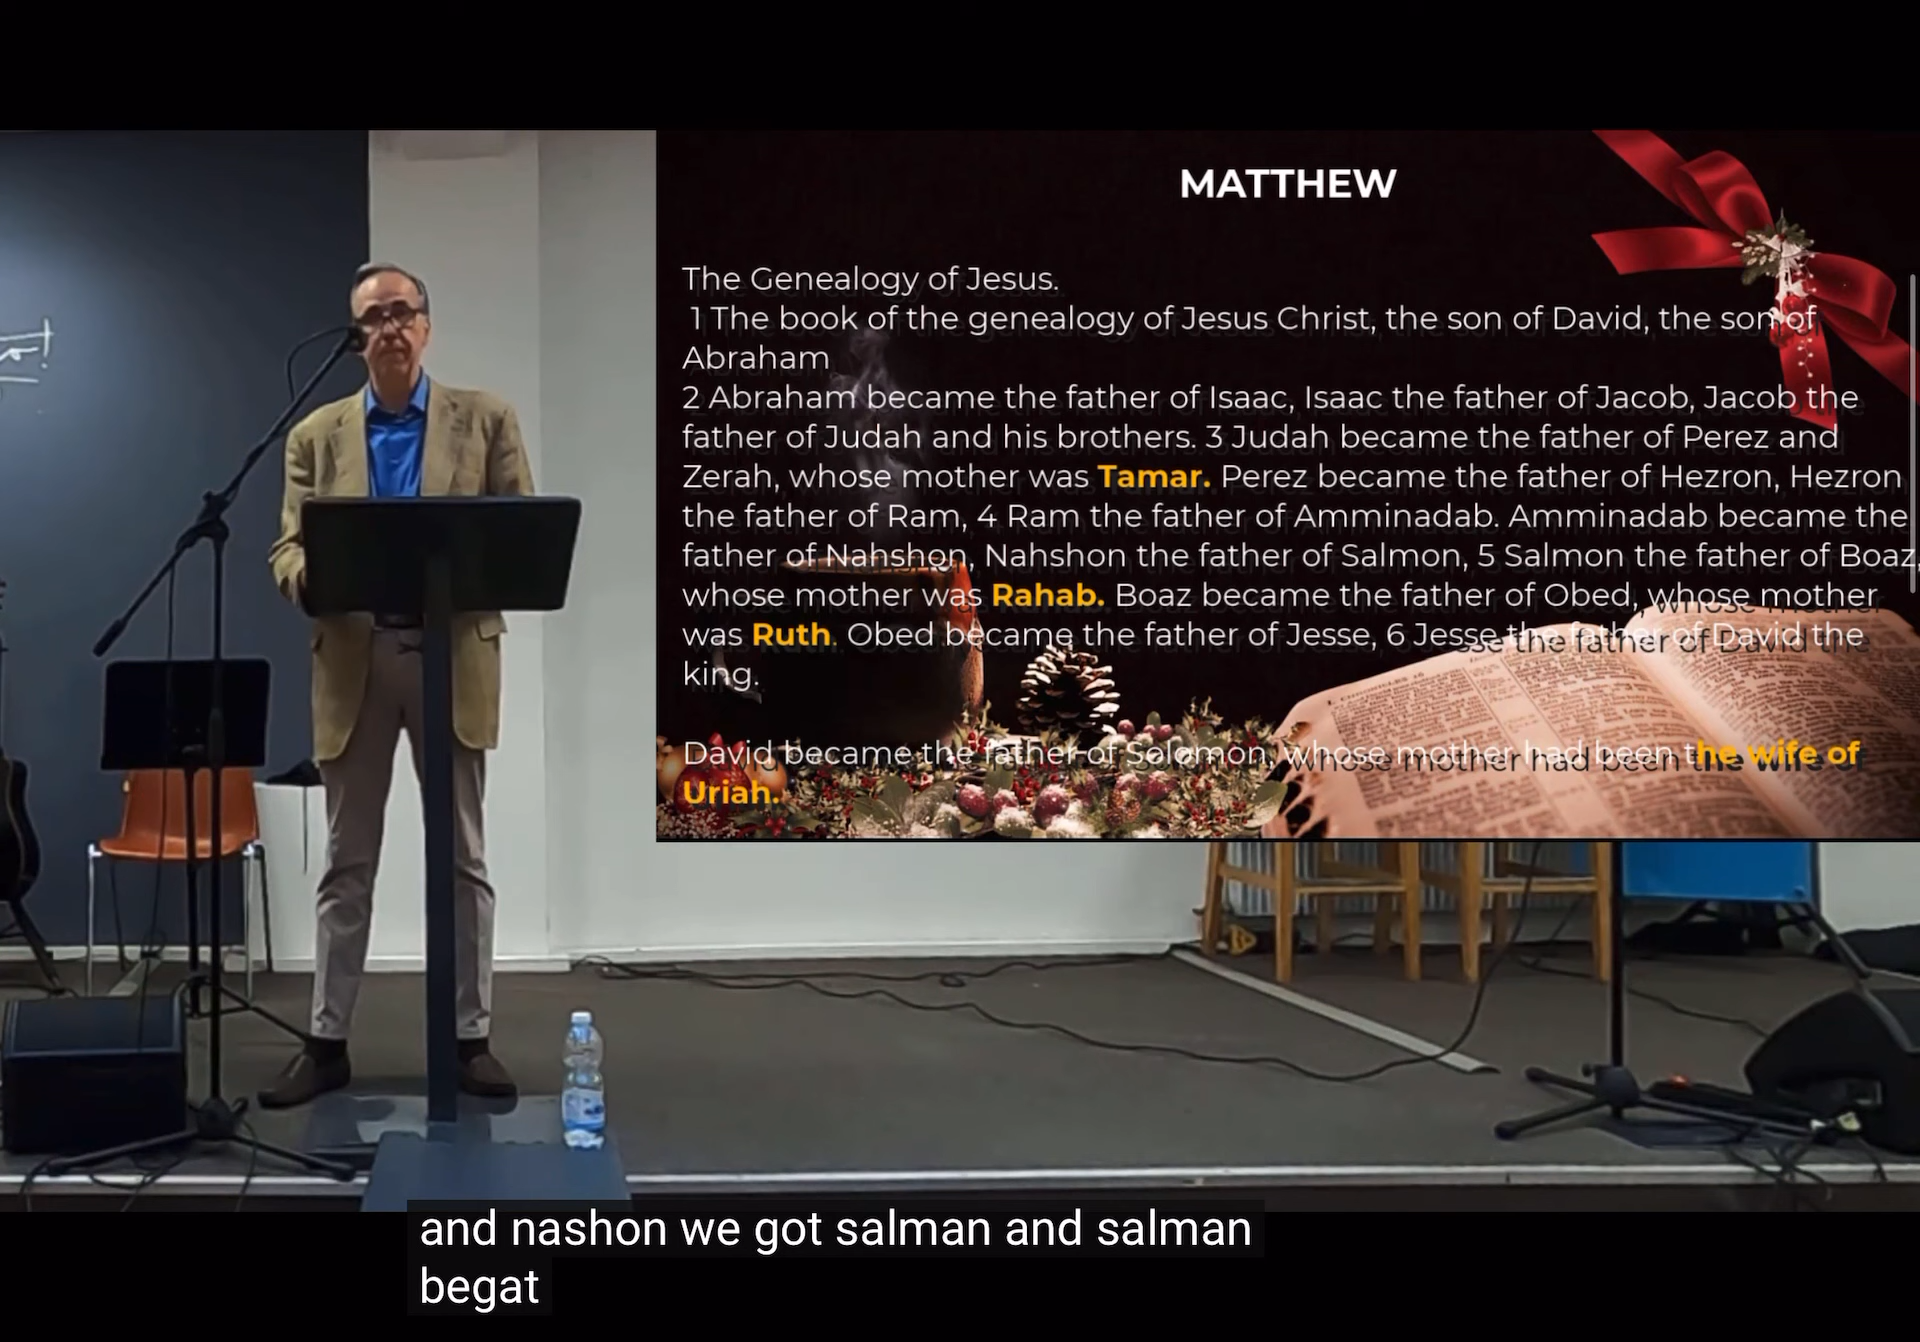 MATTHEW
The Genealogy of Jesus.
1 The book of the genealogy of Jesus Christ, the son of David, the son of
Abraham
2 Abraham became the father of Isaac, Isaac the father of Jacob, Jacob the
father of Judah and his brothers. 3 Judah became the father of Perez and
Zerah, whose mother was Tamar. Perez became the father of Hezron, Hezron
the father of Ram, 4 Ram the father of Amminadab. Amminadab became the
father of Nahshon, Nahshon the father of Salmon, 5 Salmon the father of Boaz,
whose mother was Rahab. Boaz became the father of Obed, whose mother
was Ruth. Obed became the father of Jesse, 6 Jesse the father of David the
king.
David became the father of Solomon, whose mother had been the wife of
Uriah.
and nashon we got salman and salman
begat